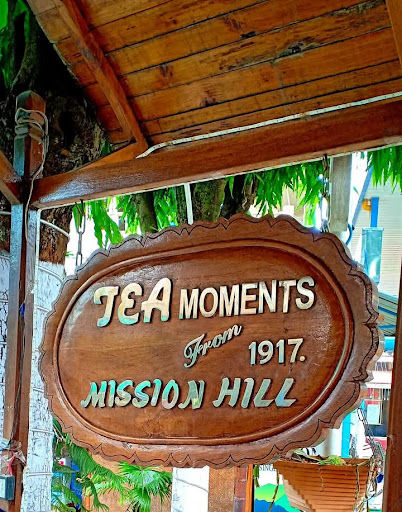 TEA MOMENTS
From 1917.
MISSION HILL